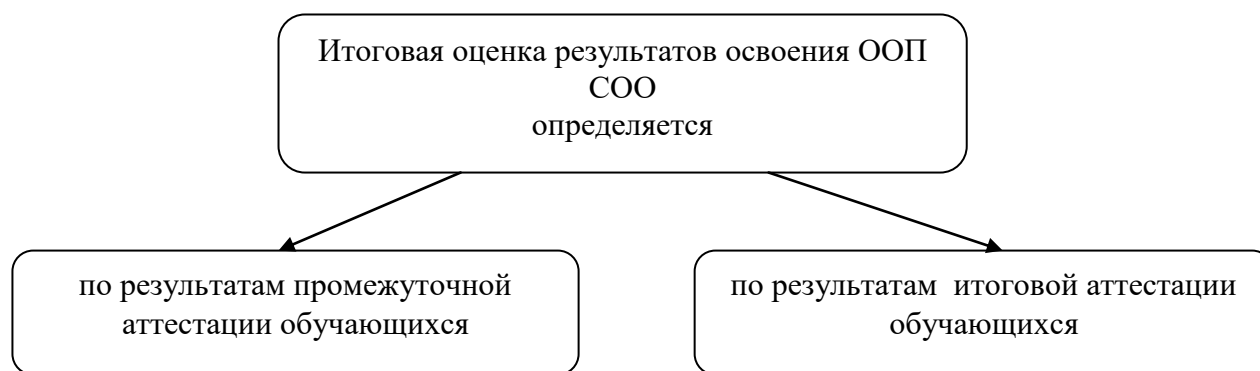 Итоговая оценка результатов освоения ООП
СОО
определяется
по результатам промежуточной
аттестации обучающихся
по результатам  итоговой аттестации
обучающихся